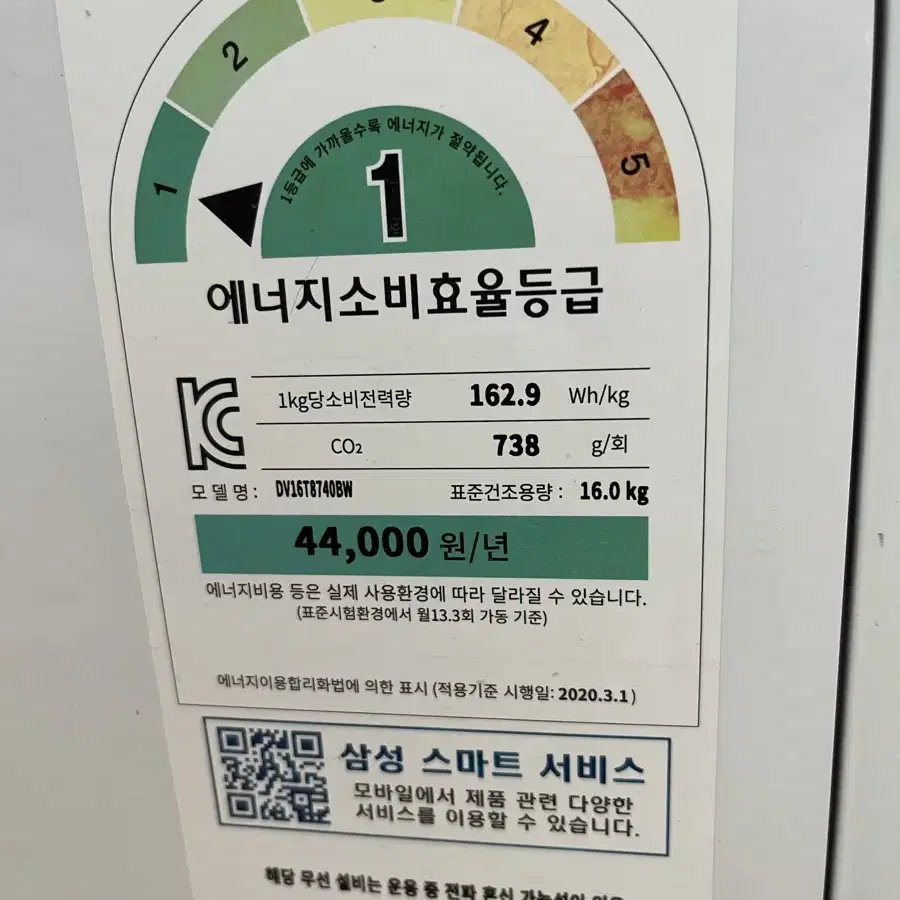 2
3
4
1
5
1등급에 가까울수록 에너지가 절약됩니다.
1
에너지소비효율등급
1kg당소비전력량 162.9 Wh/kg
CO₂ 738 g/회
모델명: DV16T8740BW 표준건조용량: 16.0 kg
44,000 원/년
에너지비용 등은 실제 사용환경에 따라 달라질 수 있습니다.
(표준시험환경에서 월13.3회 가동 기준)
에너지이용합리화법에 의한 표시 (적용기준 시행일: 2020.3.1)
삼성 스마트 서비스
모바일에서 제품 관련 다양한
서비스를 이용할 수 있습니다.
해당 무선 설비는 운용 중 전파 혼신 가능성이